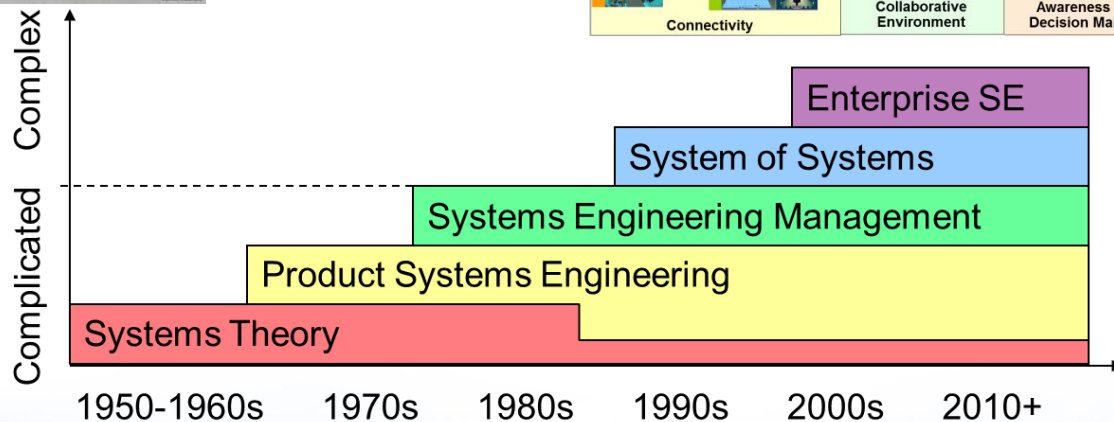 Connectivity
Collaborative
Environment
Awareness
Decision
Complex
Complicated
Enterprise SE
System of Systems
Systems Engineering Management
Product Systems Engineering
Systems Theory
1950-1960s 1970s 1980s 1990s 2000s 2010+